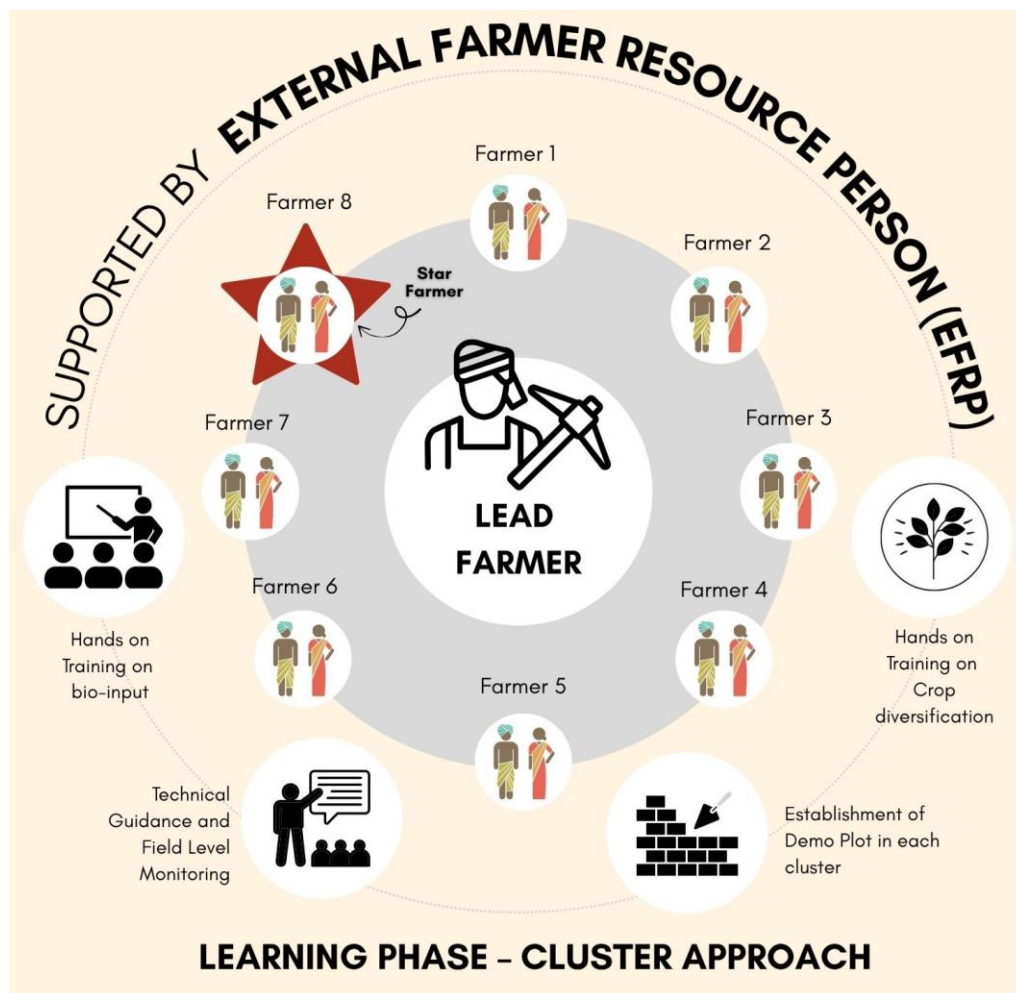 SUPPORTED BY EXTERNAL FARMER RESOURCE PERSON (EFRP)
Farmer 1
Farmer 8
Farmer 2
Star
Farmer
Farmer 7
Farmer 3
LEAD
FARMER
Farmer 6
Farmer 4
Hands on
Training on
bio-input
Hands on
Training on
Crop
diversification
Farmer 5
Technical
Guidance and
Field Level
Monitoring
Establishment of
Demo Plot in each
cluster
LEARNING PHASE – CLUSTER APPROACH